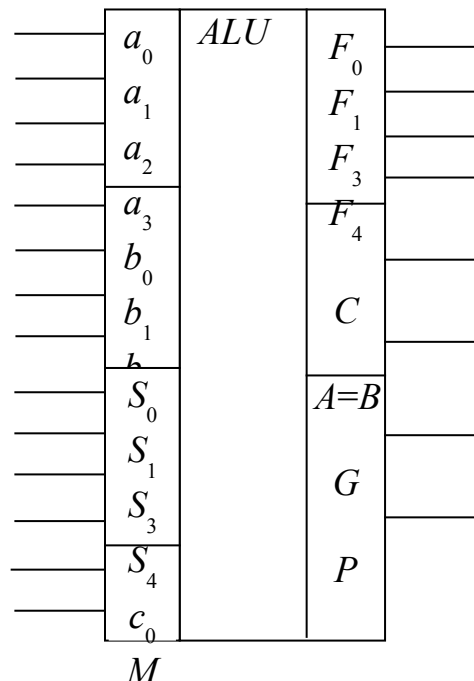 a₀
a₁
a₂
a₃
b₀
b₁
S₀
S₁
S₃
S₄
c₀
M
ALU
F₀
F₁
F₃
F₄
C
A=B
G
P